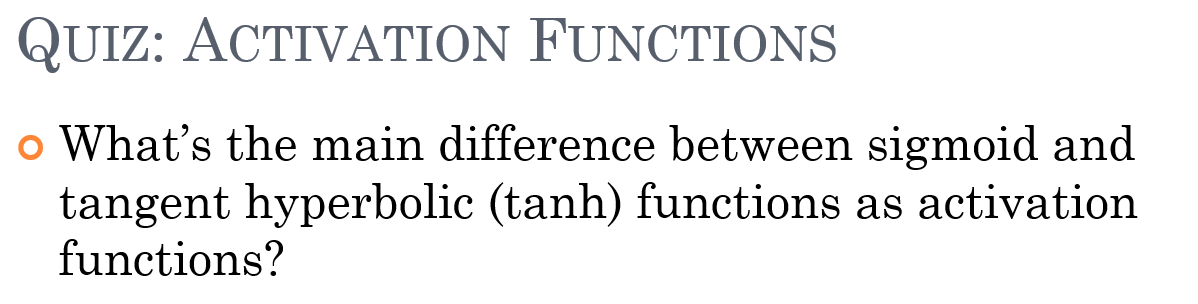 QUIZ: ACTIVATION FUNCTIONS
What’s the main difference between sigmoid and
tangent hyperbolic (tanh) functions as activation
functions?